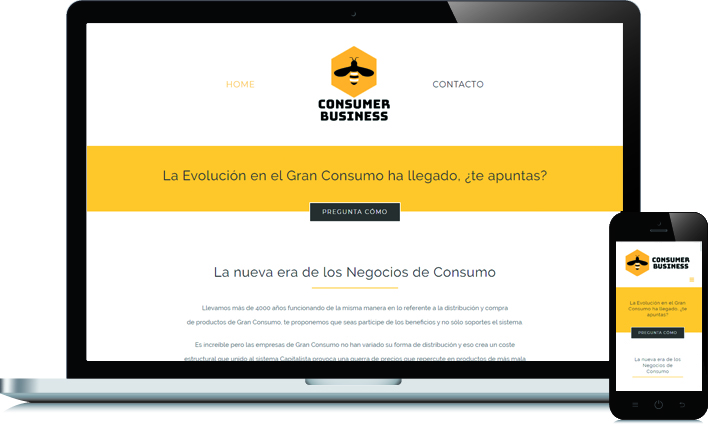 HOME
CONSUMER
BUSINESS
CONTACTO
La Evolución en el Gran Consumo ha llegado, ¿te apuntas?
PREGUNTA CÓMO
La nueva era de los Negocios de Consumo
Llevamos más de 4000 años funcionando de la misma manera en lo referente a la distribución y compra
de productos de Gran Consumo, te proponemos que seas participe de los beneficios y no sólo soportes el sistema.
Es increible pero las empresas de Gran Consumo no han variado su forma de distribución y eso crea un coste
estructural que unido al sistema Capitalista provoca una guerra de precios que repercute en productos de más mala
CONSUMER
BUSINESS
La Evolución en el Gran
Consumo ha llegado, ¿te
apuntas?
PREGUNTA CÓMO
La nueva era de los
Negocios de
Consumo